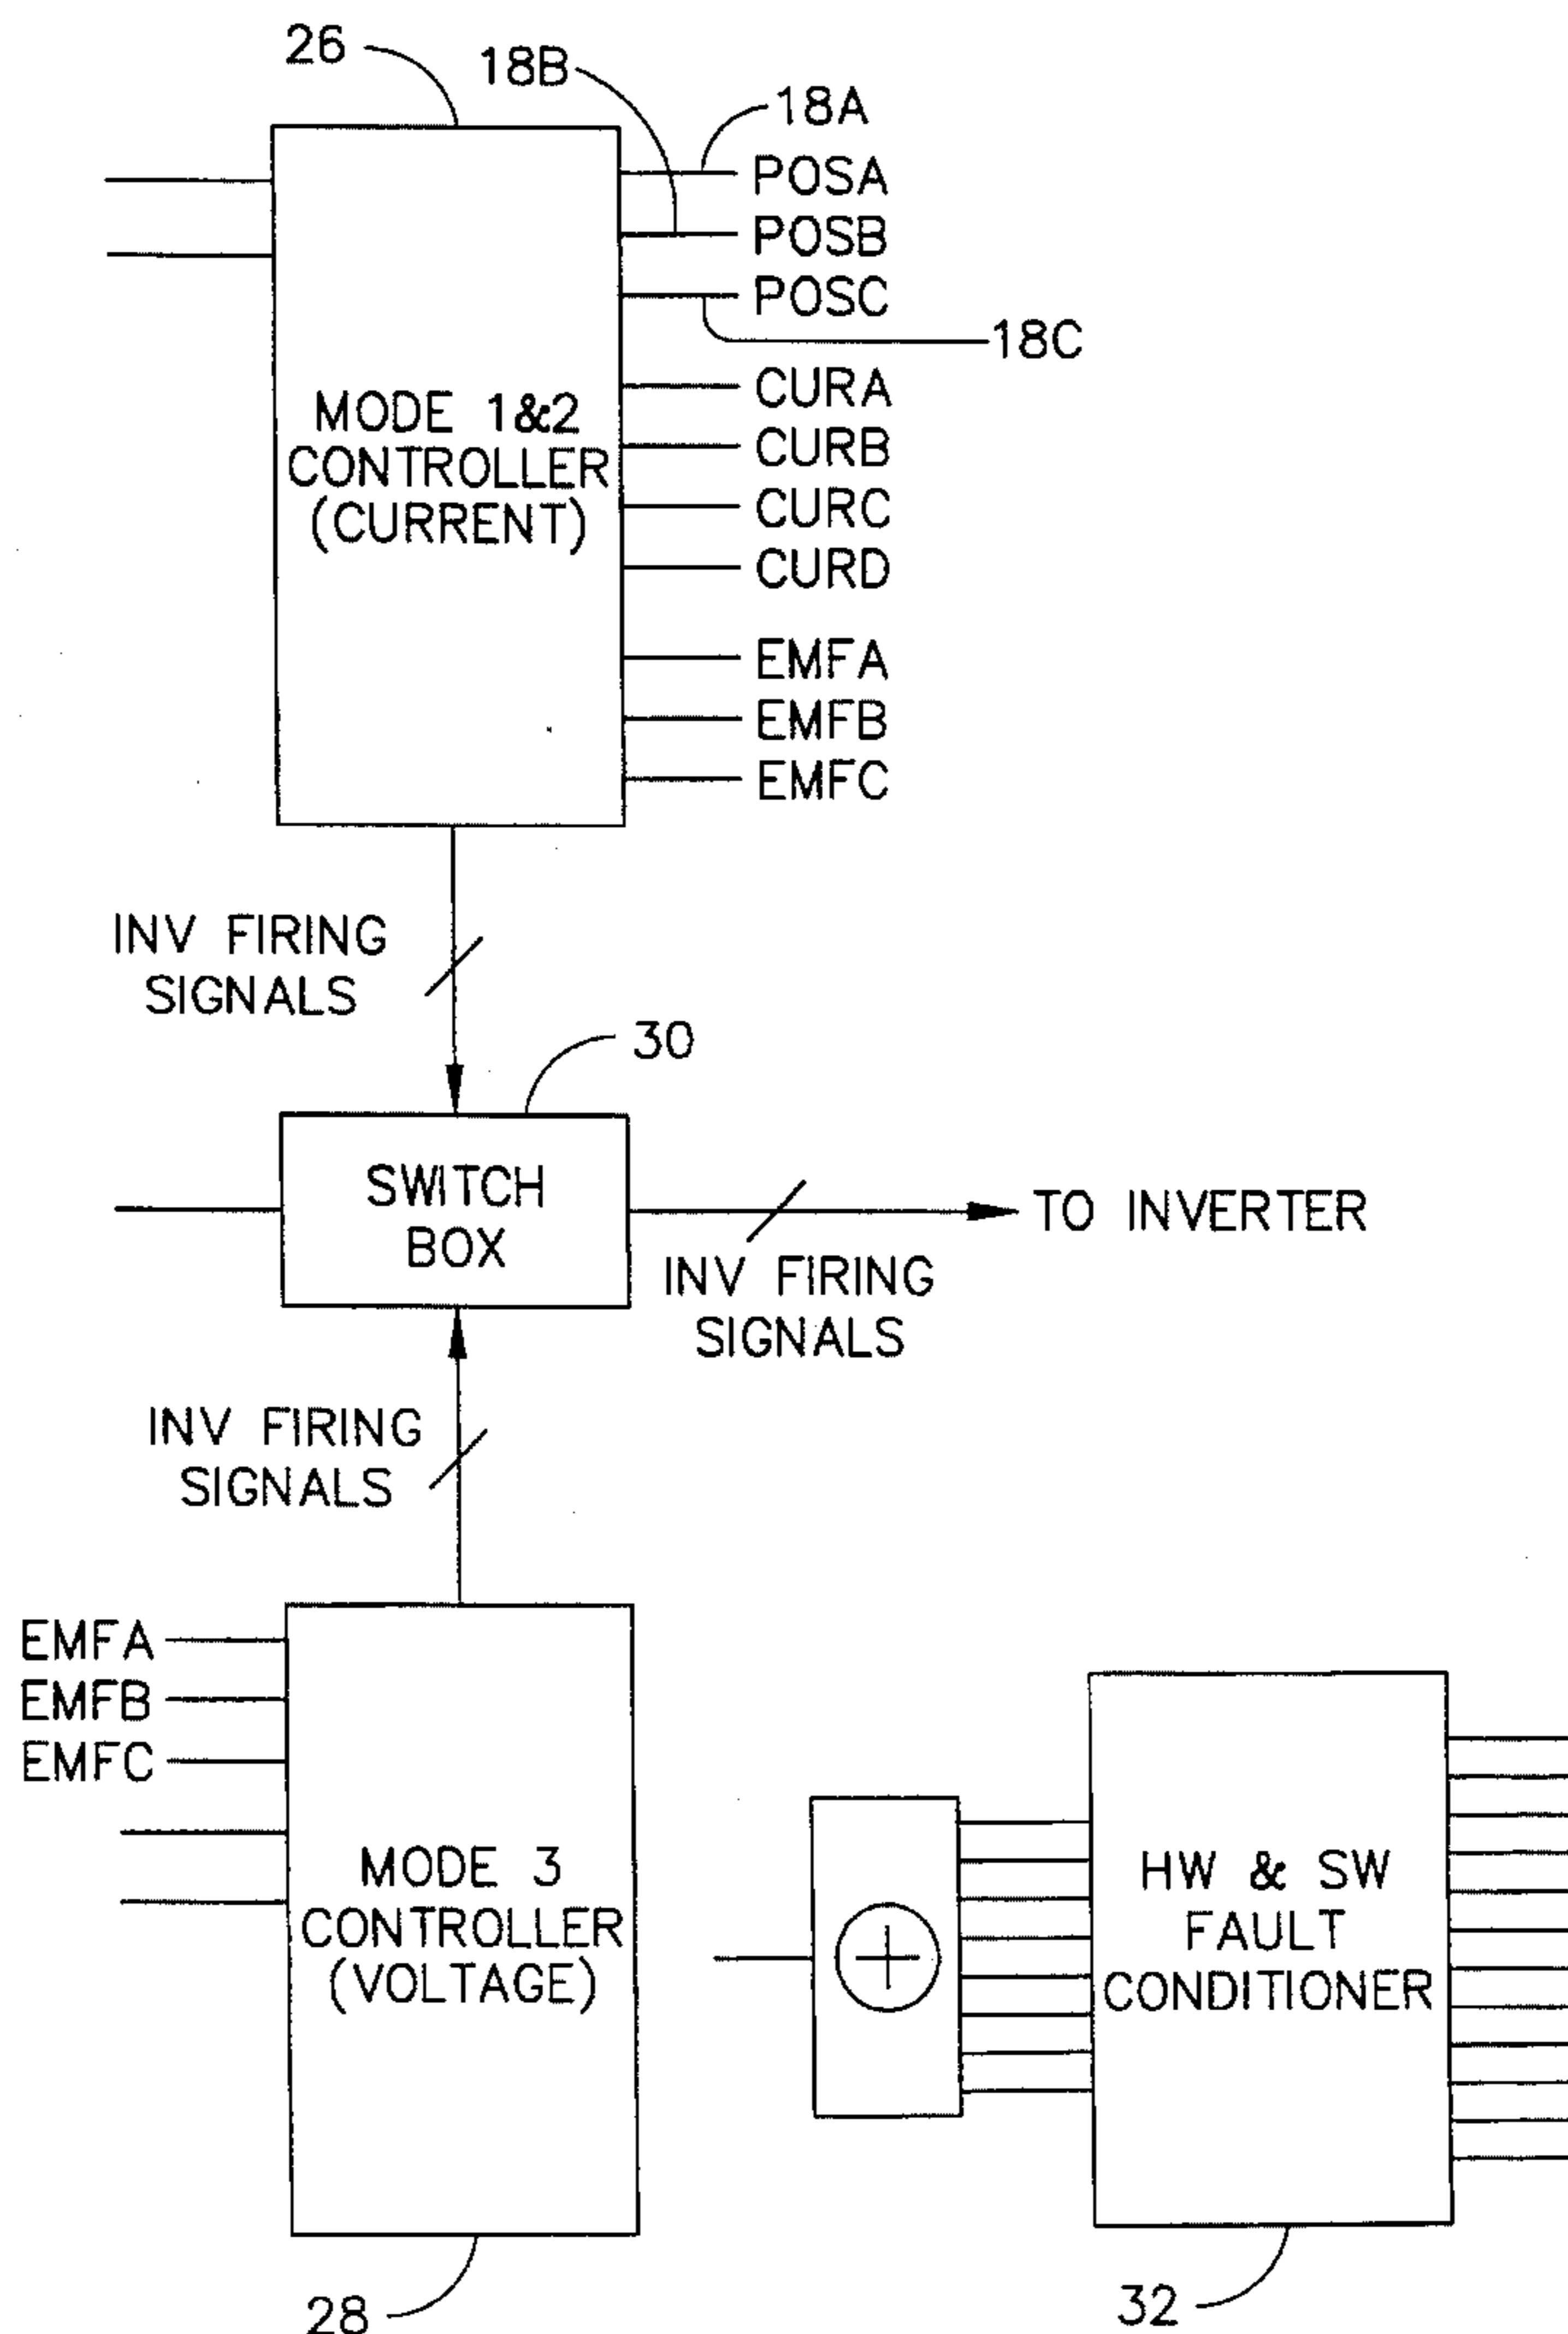 26
18B
18A
POSA
POSB
POSC
18C
MODE 1&2
CONTROLLER
(CURRENT)
CURA
CURB
CURC
CURD
EMFA
EMFB
EMFC
INV FIRING
SIGNALS
30
SWITCH
BOX
TO INVERTER
INV FIRING
SIGNALS
INV FIRING
SIGNALS
EMFA
EMFB
EMFC
MODE 3
CONTROLLER
(VOLTAGE)
28
HW & SW
FAULT
CONDITIONER
32